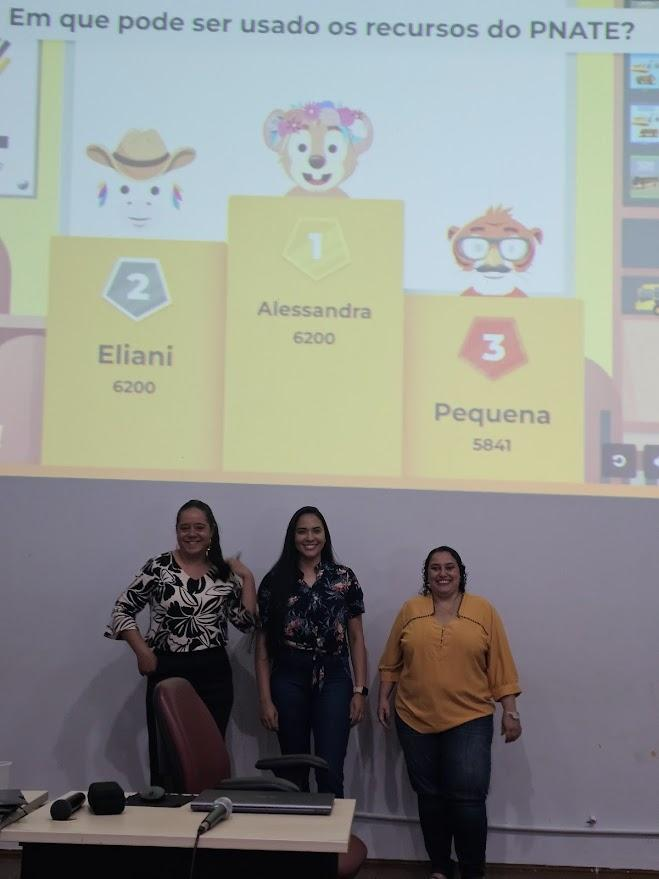 Em que pode ser usado os recursos do PNATE?
1
Alessandra
6200
2
Eliani
6200
3
Pequena
5841